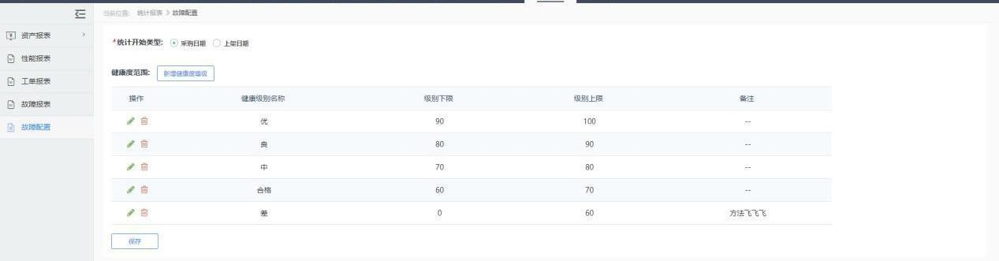 当前位置: 统计报表 > 故障配置
资产报表
性能报表
工单报表
故障报表
故障配置
*统计开始类型: 采购日期 上架日期
健康度范围: 新增健康度等级
操作 健康级别名称 级别下限 级别上限 备注
优 90 100 --
良 80 90 --
中 70 80 --
合格 60 70 --
差 0 60 方法飞飞飞
保存